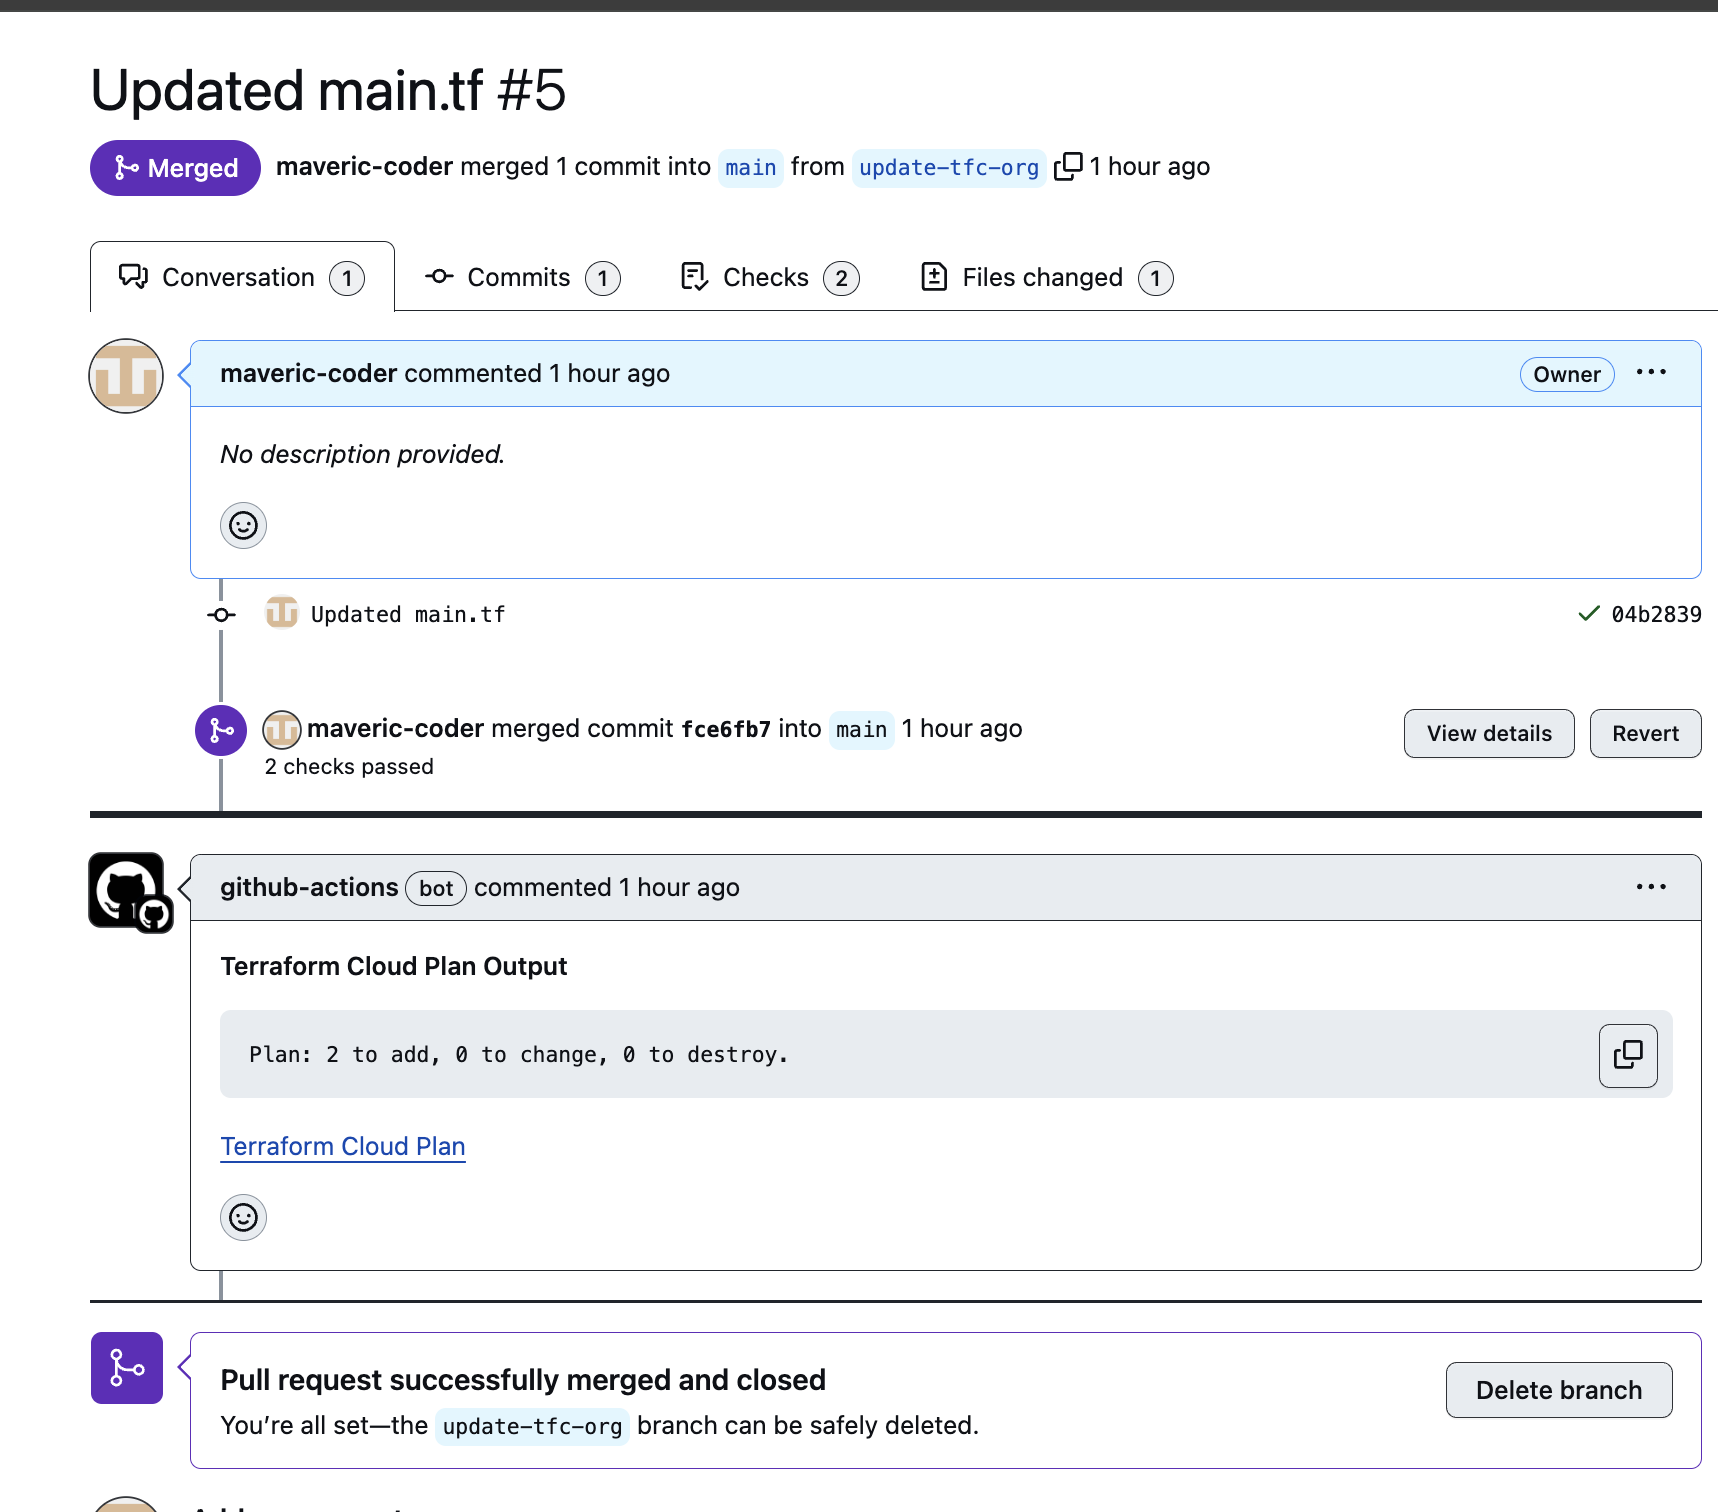 Updated main.tf #5
Merged maveric-coder merged 1 commit into main from update-tfc-org 1 hour ago
Conversation 1 Commits 1 Checks 2 Files changed 1
maveric-coder commented 1 hour ago Owner
No description provided.
Updated main.tf 04b2839
maveric-coder merged commit fce6fb7 into main 1 hour ago View details Revert
2 checks passed
github-actions bot commented 1 hour ago
Terraform Cloud Plan Output
Plan: 2 to add, 0 to change, 0 to destroy.
Terraform Cloud Plan
Pull request successfully merged and closed
Delete branch
You’re all set—the update-tfc-org branch can be safely deleted.